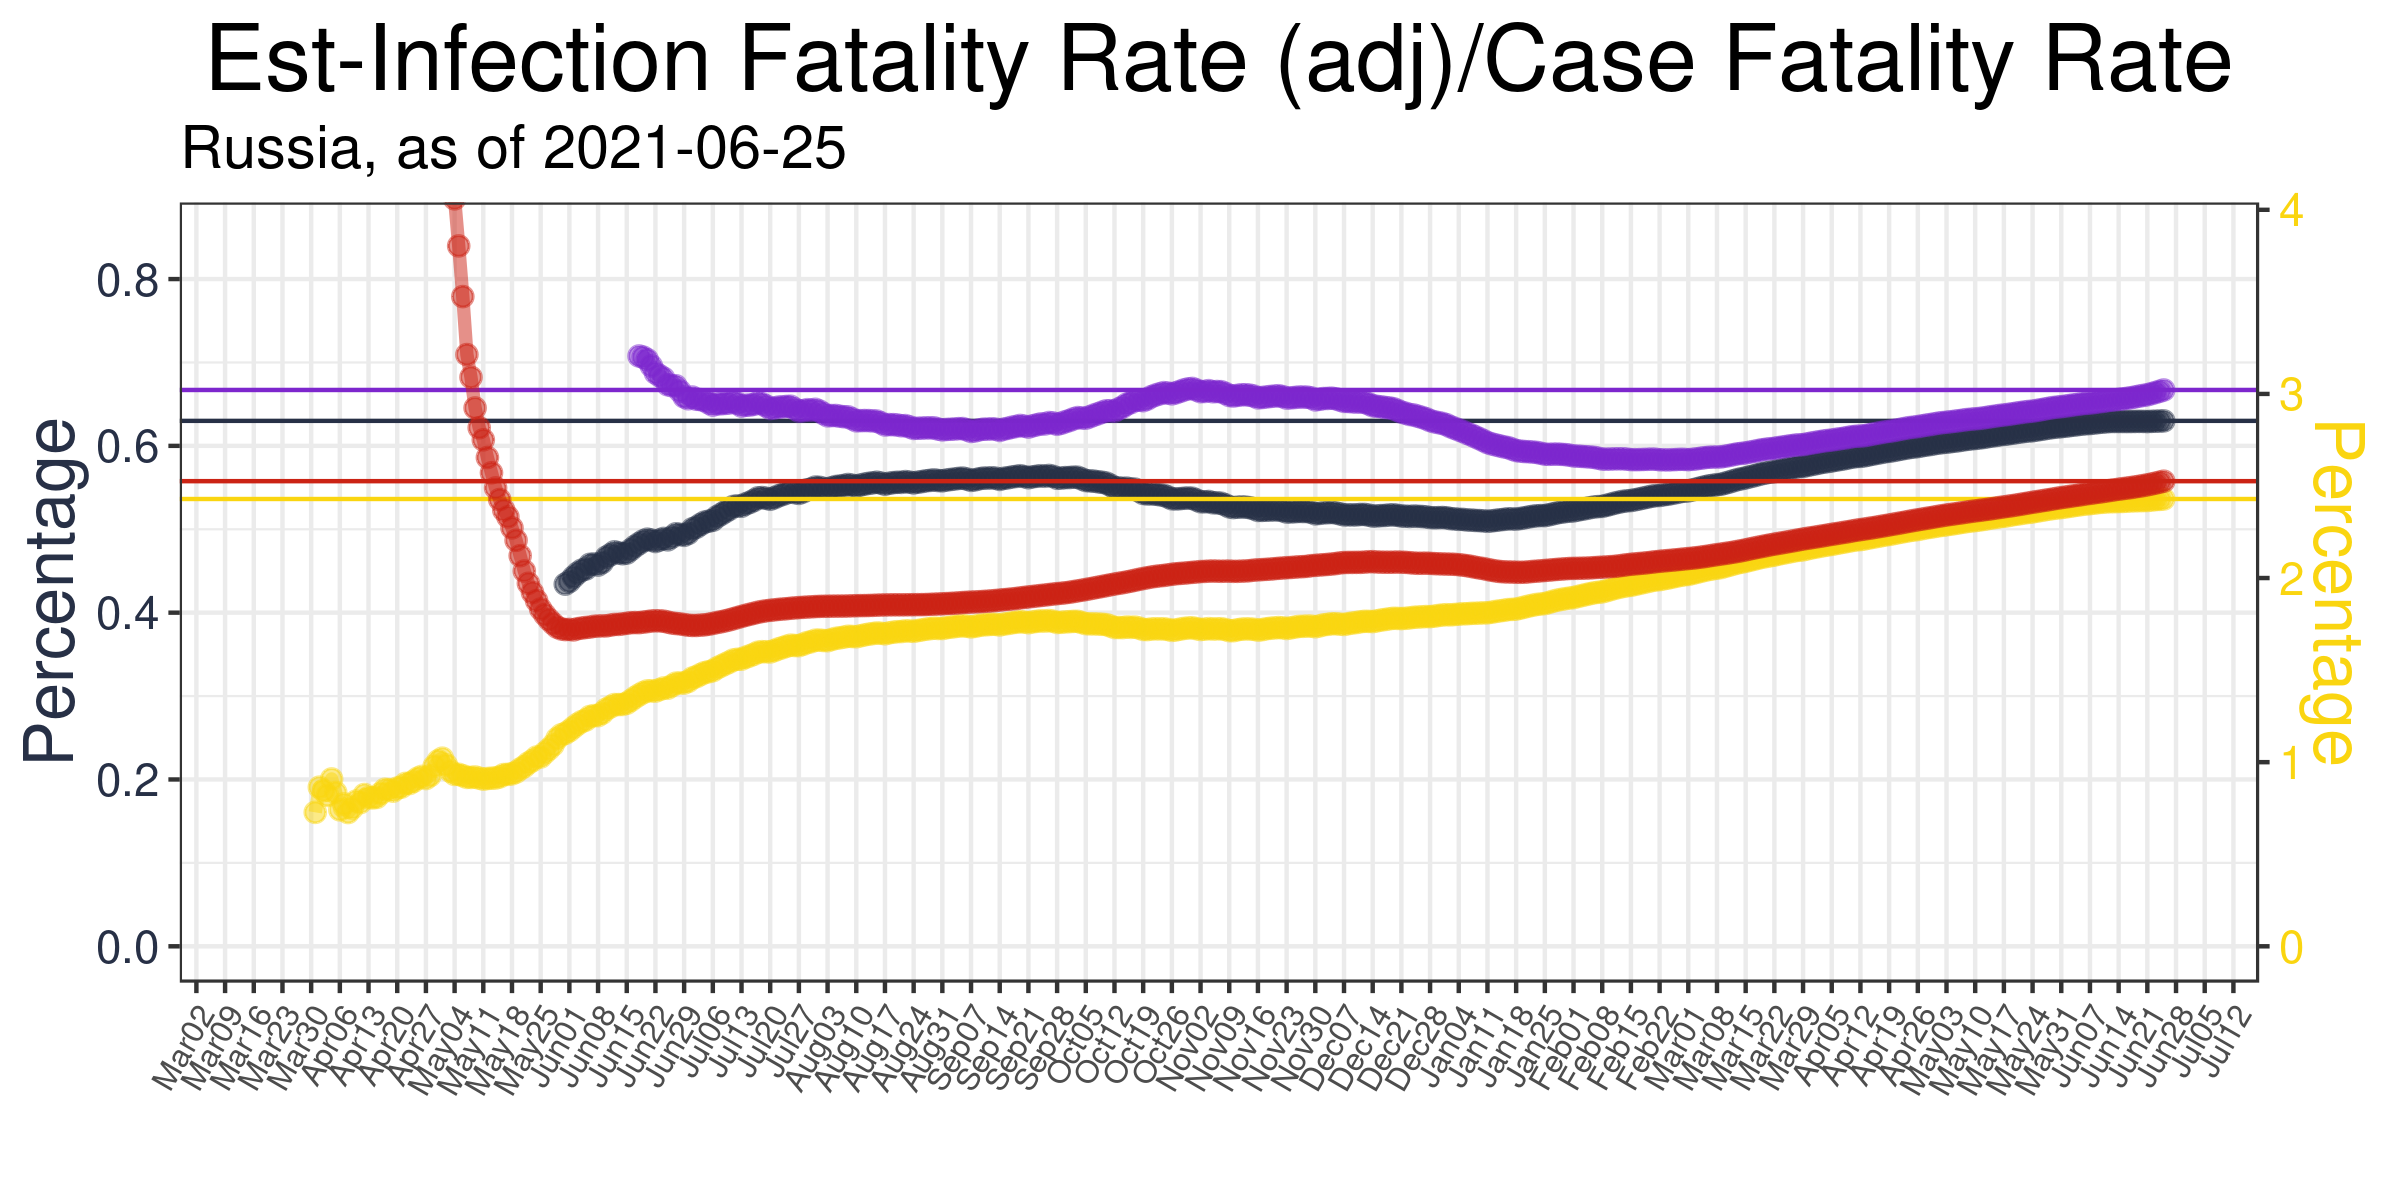 Est-Infection Fatality Rate (adj)/Case Fatality Rate
Russia, as of 2021-06-25
Percentage
0.8
0.6
0.4
0.2
0.0
4
3
2
1
0
Percentage
Mar02
Mar09
Mar16
Mar23
Mar30
Apr06
Apr13
Apr20
Apr27
May04
May11
May18
May25
Jun01
Jun08
Jun15
Jun22
Jun29
Jul06
Jul13
Jul20
Jul27
Aug03
Aug10
Aug17
Aug24
Aug31
Sep07
Sep14
Sep21
Sep28
Oct05
Oct12
Oct19
Oct26
Nov02
Nov09
Nov16
Nov23
Nov30
Dec07
Dec14
Dec21
Dec28
Jan04
Jan11
Jan18
Jan25
Feb01
Feb08
Feb15
Feb22
Mar01
Mar08
Mar15
Mar22
Mar29
Apr05
Apr12
Apr19
Apr26
May03
May10
May17
May24
May31
Jun07
Jun14
Jun21
Jun28
Jul05
Jul12